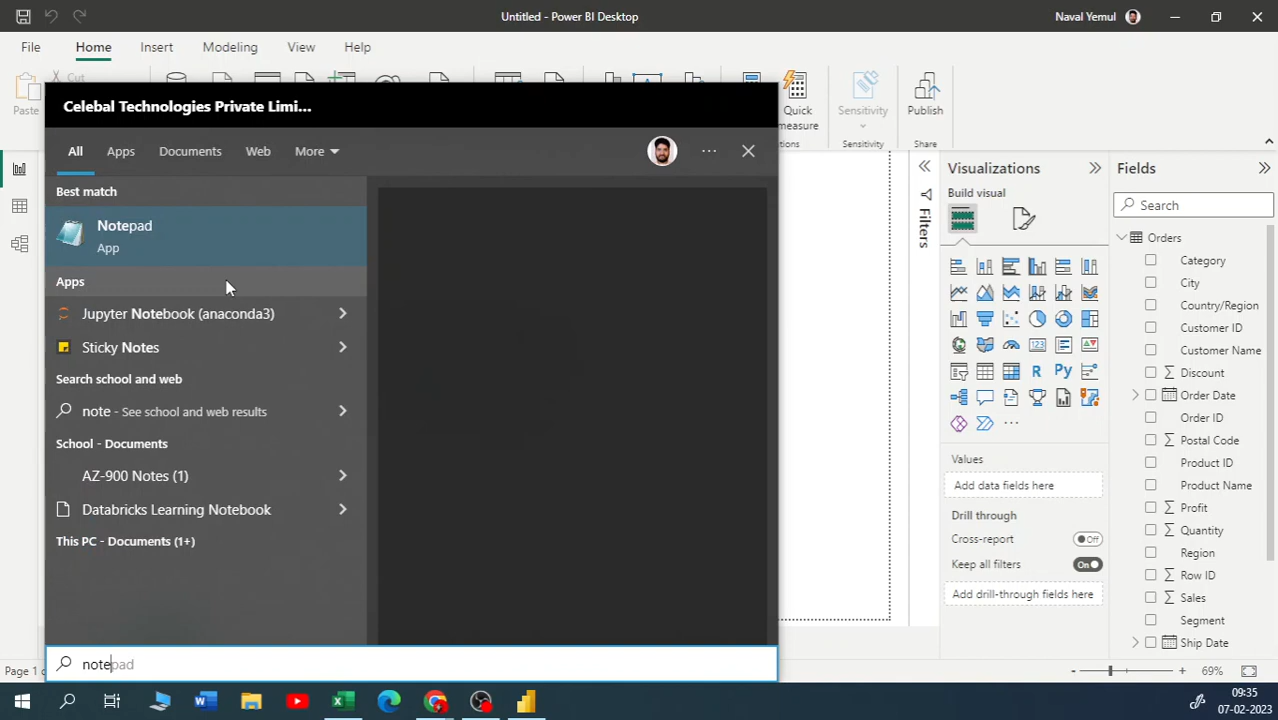 Untitled - Power BI Desktop
Naval Yemul
File
Home
Insert
Modeling
View
Help
Cut
Paste
Quick
measure
Sensitivity
Publish
Sensitivity
Share
Celebal Technologies Private Limi...
All
Apps
Documents
Web
More
Best match
Notepad
App
Apps
Jupyter Notebook (anaconda3)
Sticky Notes
Search school and web
note - See school and web results
School - Documents
AZ-900 Notes (1)
Databricks Learning Notebook
This PC - Documents (1+)
notepad
Filters
Visualizations
Build visual
Values
Add data fields here
Drill through
Cross-report
Off
Keep all filters
On
Add drill-through fields here
Fields
Search
Orders
Category
City
Country/Region
Customer ID
Customer Name
Discount
Order Date
Order ID
Postal Code
Product ID
Product Name
Profit
Quantity
Region
Row ID
Sales
Segment
Ship Date
Page 1
69%
09:35
07-02-2023